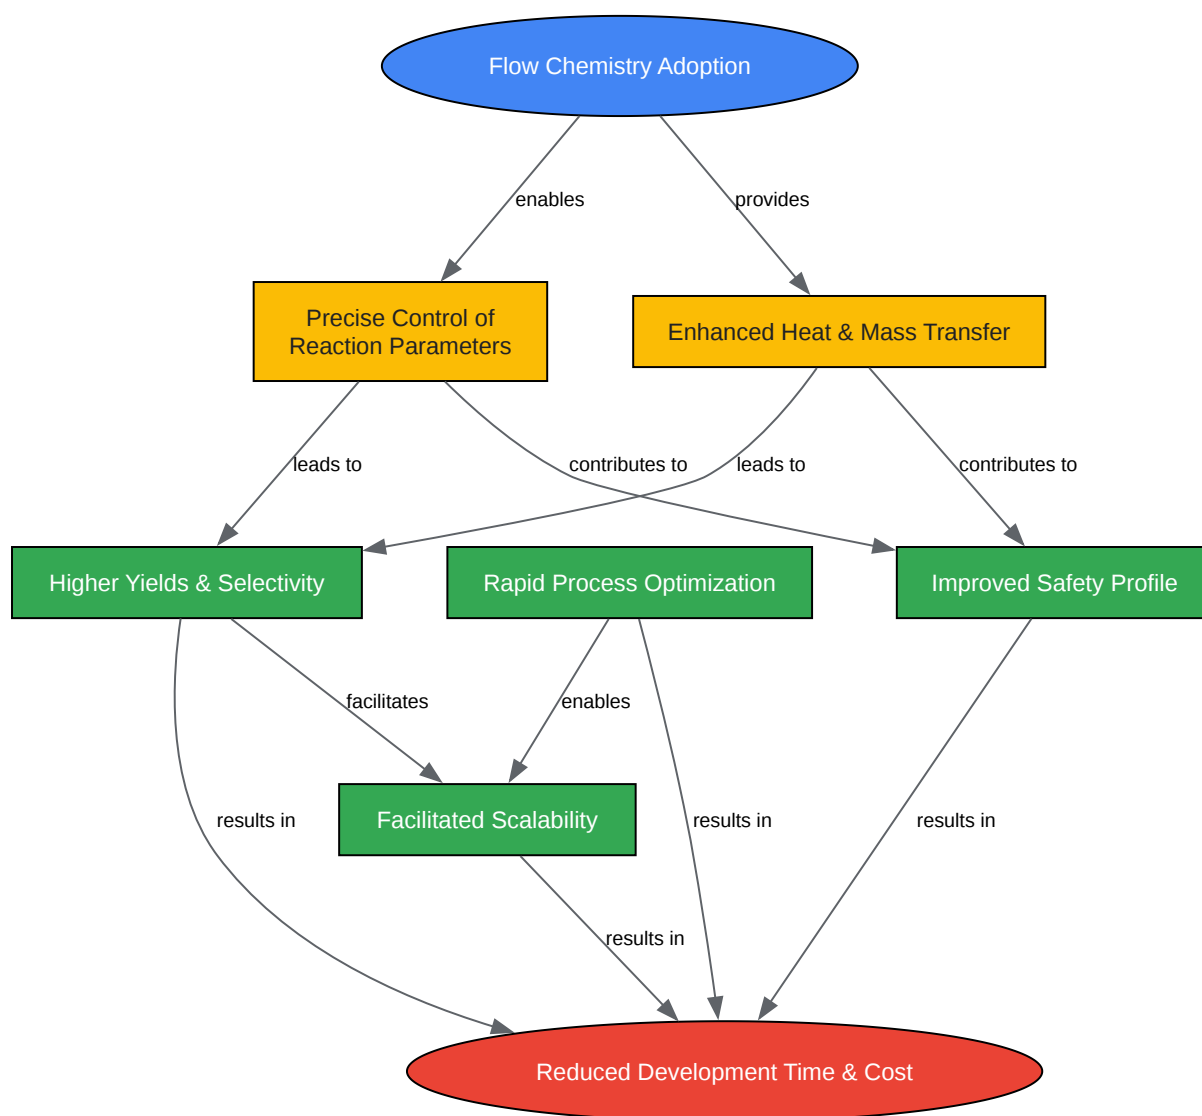 Flow Chemistry Adoption
enables
provides
Precise Control of
Reaction Parameters
Enhanced Heat & Mass Transfer
leads to
contributes to
leads to
contributes to
Higher Yields & Selectivity
Rapid Process Optimization
Improved Safety Profile
facilitates
enables
Facilitated Scalability
results in
results in
results in
results in
Reduced Development Time & Cost